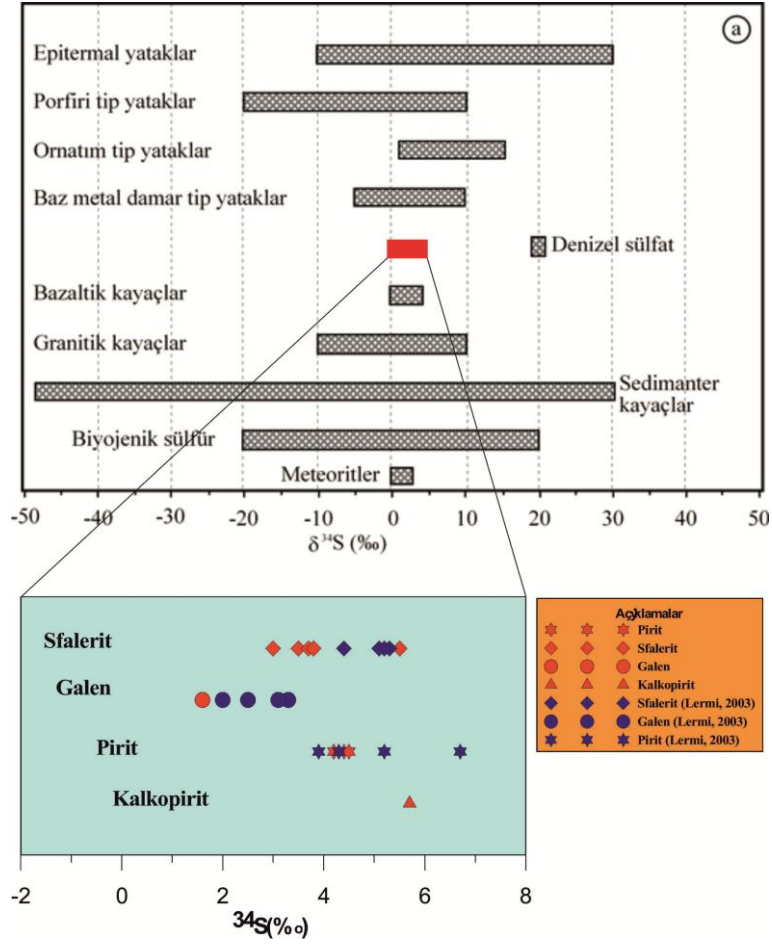 a
Epitermal yataklar
Porfiri tip yataklar
Ornatım tip yataklar
Baz metal damar tip yataklar
Denizel sülfat
Bazaltik kayaçlar
Granitik kayaçlar
Sedimanter
kayaçlar
Biyojenik sülfür
Meteoritler
-50 -40 -30 -20 -10 0 10 20 30 40 50
δ³⁴S (‰)
Sfalerit
Galen
Pirit
Kalkopirit
-2 0 2 4 6 8
³⁴S(‰)
Açıklamalar
Pirit
Sfalerit
Galen
Kalkopirit
Sfalerit (Lermi, 2003)
Galen (Lermi, 2003)
Pirit (Lermi, 2003)